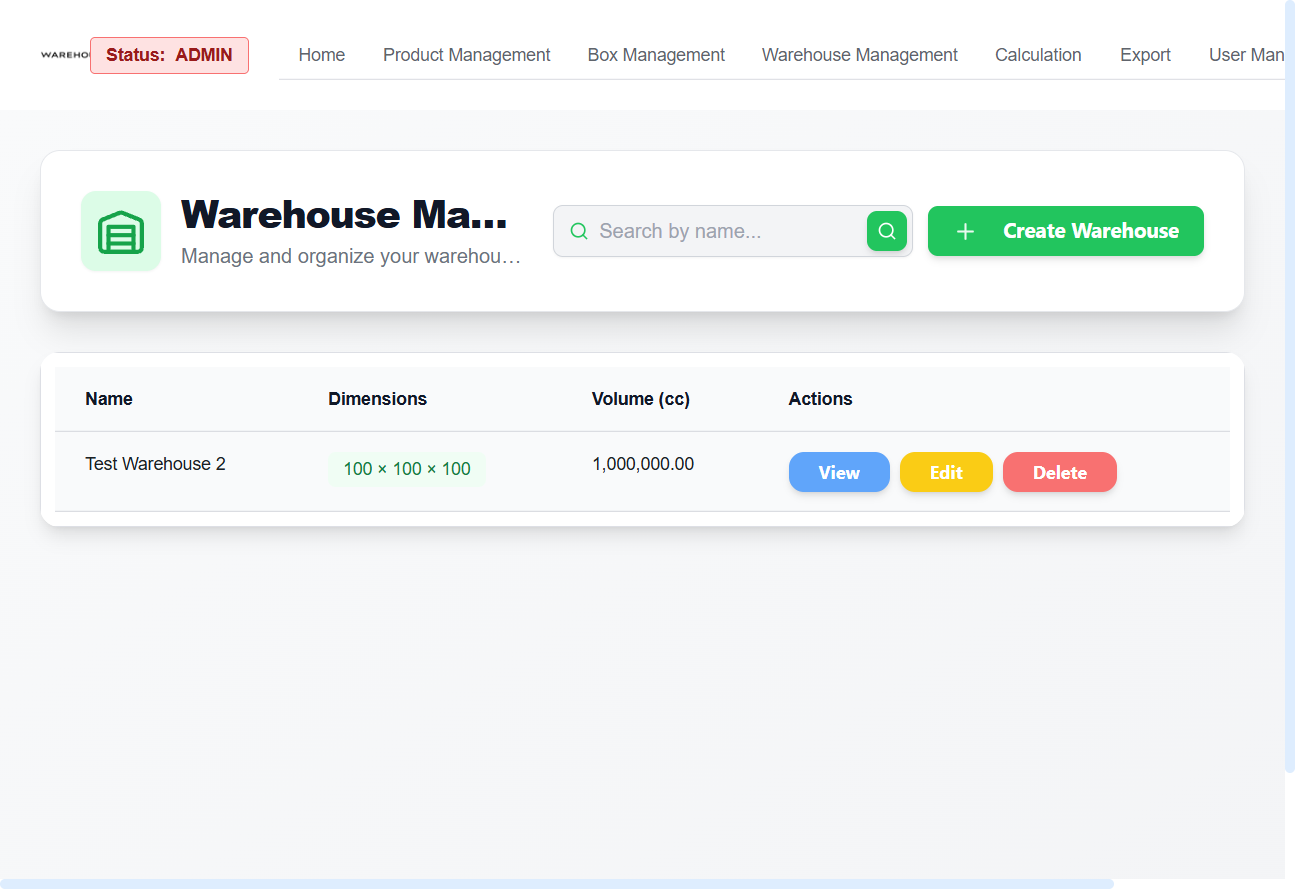 WAREHO
Status: ADMIN
Home
Product Management
Box Management
Warehouse Management
Calculation
Export
User Man
Warehouse Ma...
Manage and organize your warehou...
Search by name...
Create Warehouse
Name
Dimensions
Volume (cc)
Actions
Test Warehouse 2
100 × 100 × 100
1,000,000.00
View
Edit
Delete